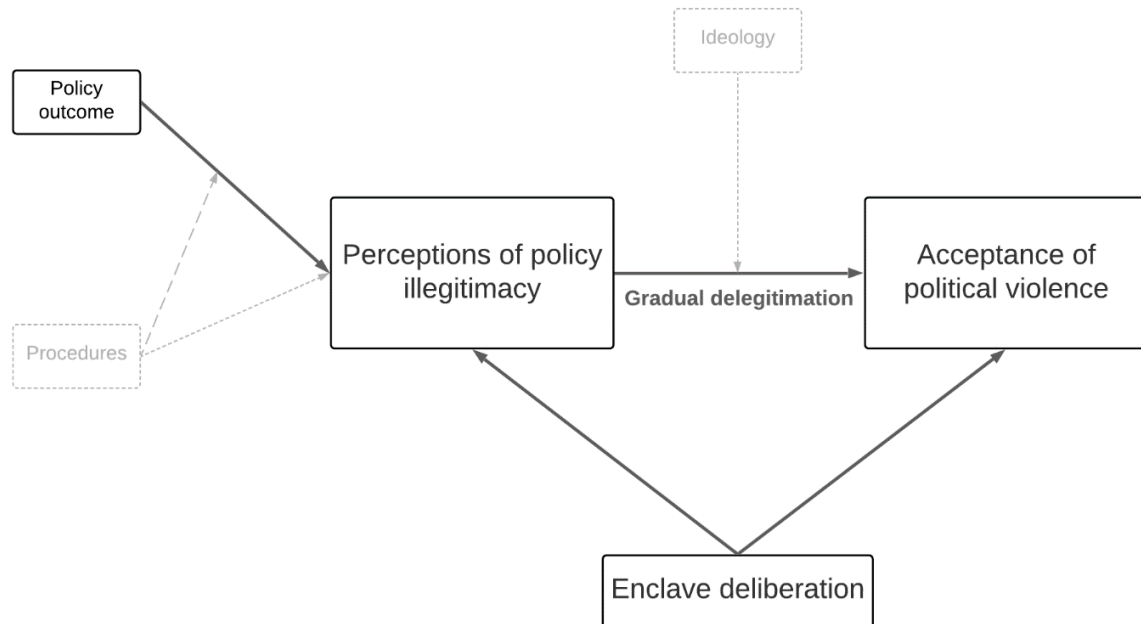 Ideology
Policy
outcome
Perceptions of policy
illegitimacy
Gradual delegitimation
Acceptance of
political violence
Procedures
Enclave deliberation